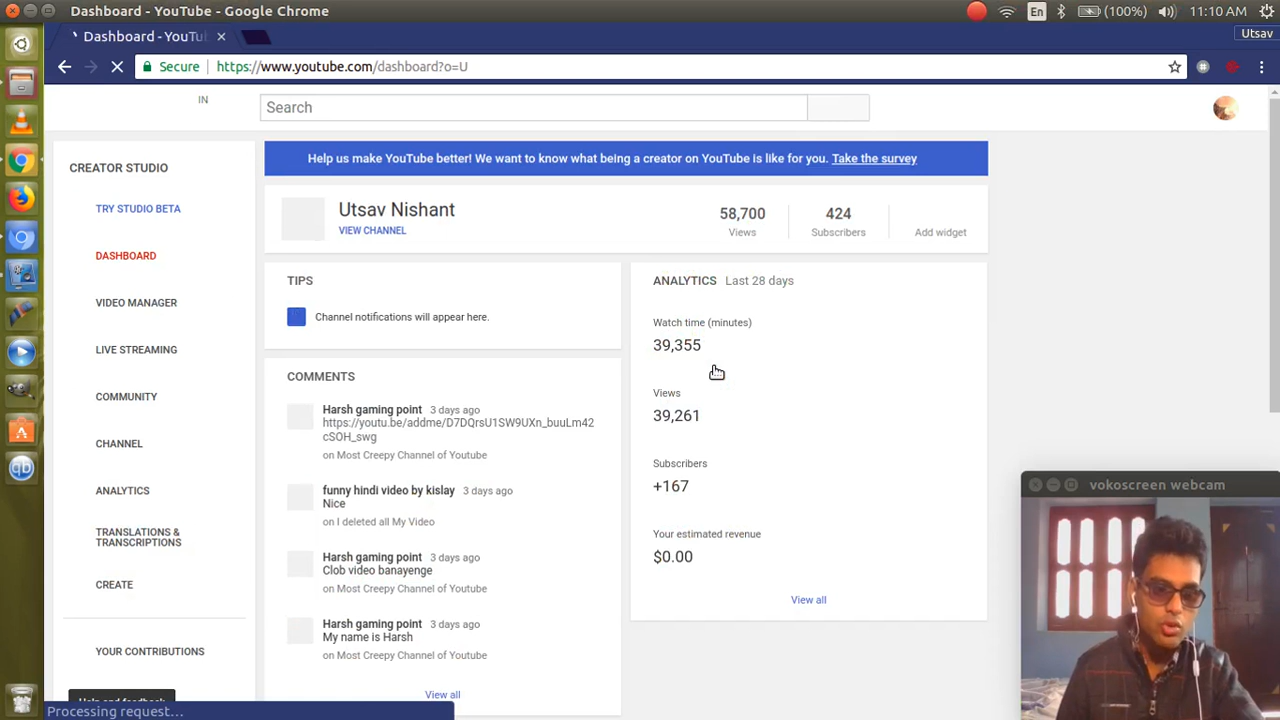 Dashboard - YouTube - Google Chrome
En
(100%)
11:10 AM
Dashboard - YouTu
Utsav
Secure
https://www.youtube.com/dashboard?o=U
IN
Search
CREATOR STUDIO
TRY STUDIO BETA
DASHBOARD
VIDEO MANAGER
LIVE STREAMING
COMMUNITY
CHANNEL
ANALYTICS
TRANSLATIONS &
TRANSCRIPTIONS
CREATE
YOUR CONTRIBUTIONS
Help and feedback
Processing request...
Help us make YouTube better! We want to know what being a creator on YouTube is like for you. Take the survey
Utsav Nishant
VIEW CHANNEL
58,700
Views
424
Subscribers
Add widget
TIPS
Channel notifications will appear here.
COMMENTS
Harsh gaming point 3 days ago
https://youtu.be/addme/D7DQrsU1SW9UXn_buuLm42
cSOH_swg
on Most Creepy Channel of Youtube
funny hindi video by kislay 3 days ago
Nice
on I deleted all My Video
Harsh gaming point 3 days ago
Clob video banayenge
on Most Creepy Channel of Youtube
Harsh gaming point 3 days ago
My name is Harsh
on Most Creepy Channel of Youtube
View all
ANALYTICS Last 28 days
Watch time (minutes)
39,355
Views
39,261
Subscribers
+167
Your estimated revenue
$0.00
View all
vokoscreen webcam
qb